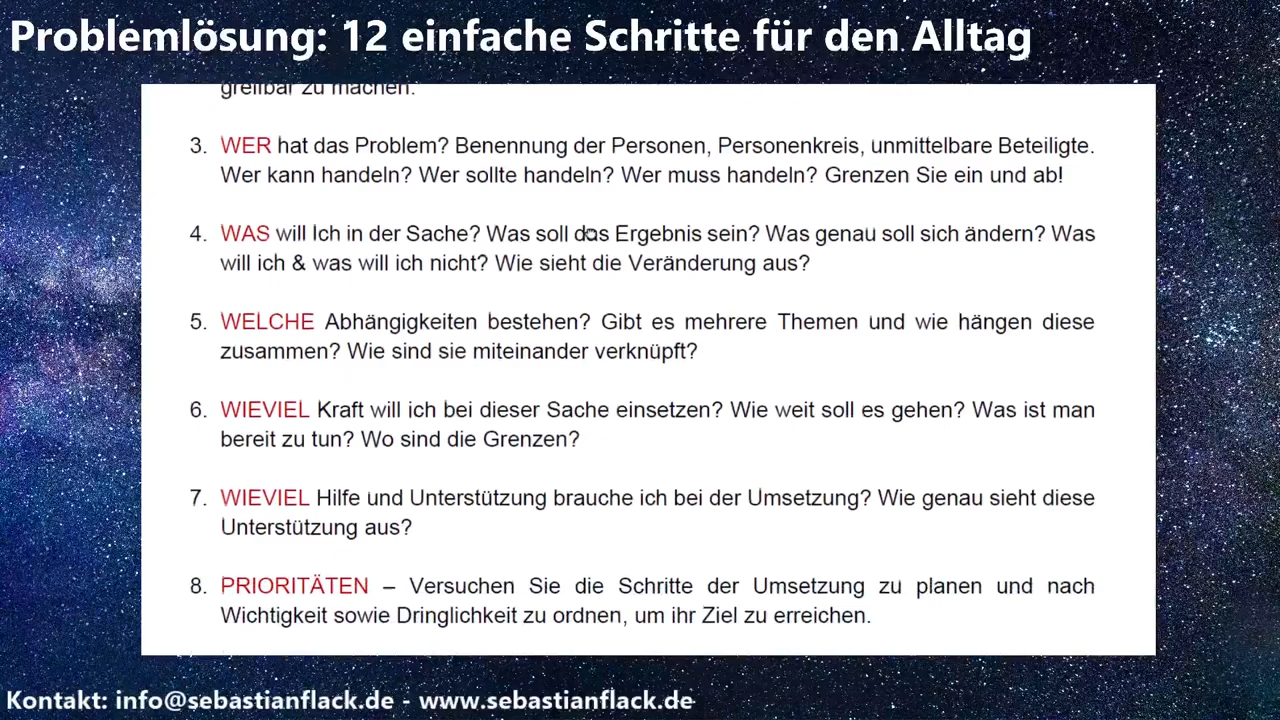 Problemlösung: 12 einfache Schritte für den Alltag
greifbar zu machen.
3. WER hat das Problem? Benennung der Personen, Personenkreis, unmittelbare Beteiligte.
Wer kann handeln? Wer sollte handeln? Wer muss handeln? Grenzen Sie ein und ab!
4. WAS will Ich in der Sache? Was soll das Ergebnis sein? Was genau soll sich ändern? Was
will ich & was will ich nicht? Wie sieht die Veränderung aus?
5. WELCHE Abhängigkeiten bestehen? Gibt es mehrere Themen und wie hängen diese
zusammen? Wie sind sie miteinander verknüpft?
6. WIEVIEL Kraft will ich bei dieser Sache einsetzen? Wie weit soll es gehen? Was ist man
bereit zu tun? Wo sind die Grenzen?
7. WIEVIEL Hilfe und Unterstützung brauche ich bei der Umsetzung? Wie genau sieht diese
Unterstützung aus?
8. PRIORITÄTEN – Versuchen Sie die Schritte der Umsetzung zu planen und nach
Wichtigkeit sowie Dringlichkeit zu ordnen, um ihr Ziel zu erreichen.
Kontakt: info@sebastianflack.de - www.sebastianflack.de